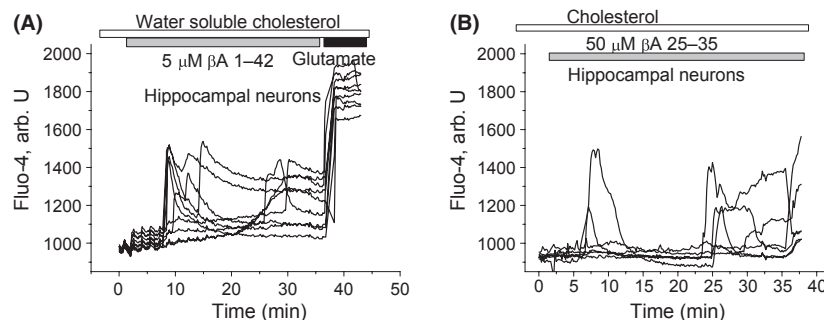 (A)
Water soluble cholesterol
5 μM βA 1–42
Glutamate
Hippocampal neurons
Fluo-4, arb. U
2000
1800
1600
1400
1200
1000
0 10 20 30 40 50
Time (min)
(B)
Cholesterol
50 μM βA 25–35
Hippocampal neurons
Fluo-4, arb. U
2000
1800
1600
1400
1200
1000
0 5 10 15 20 25 30 35 40
Time (min)